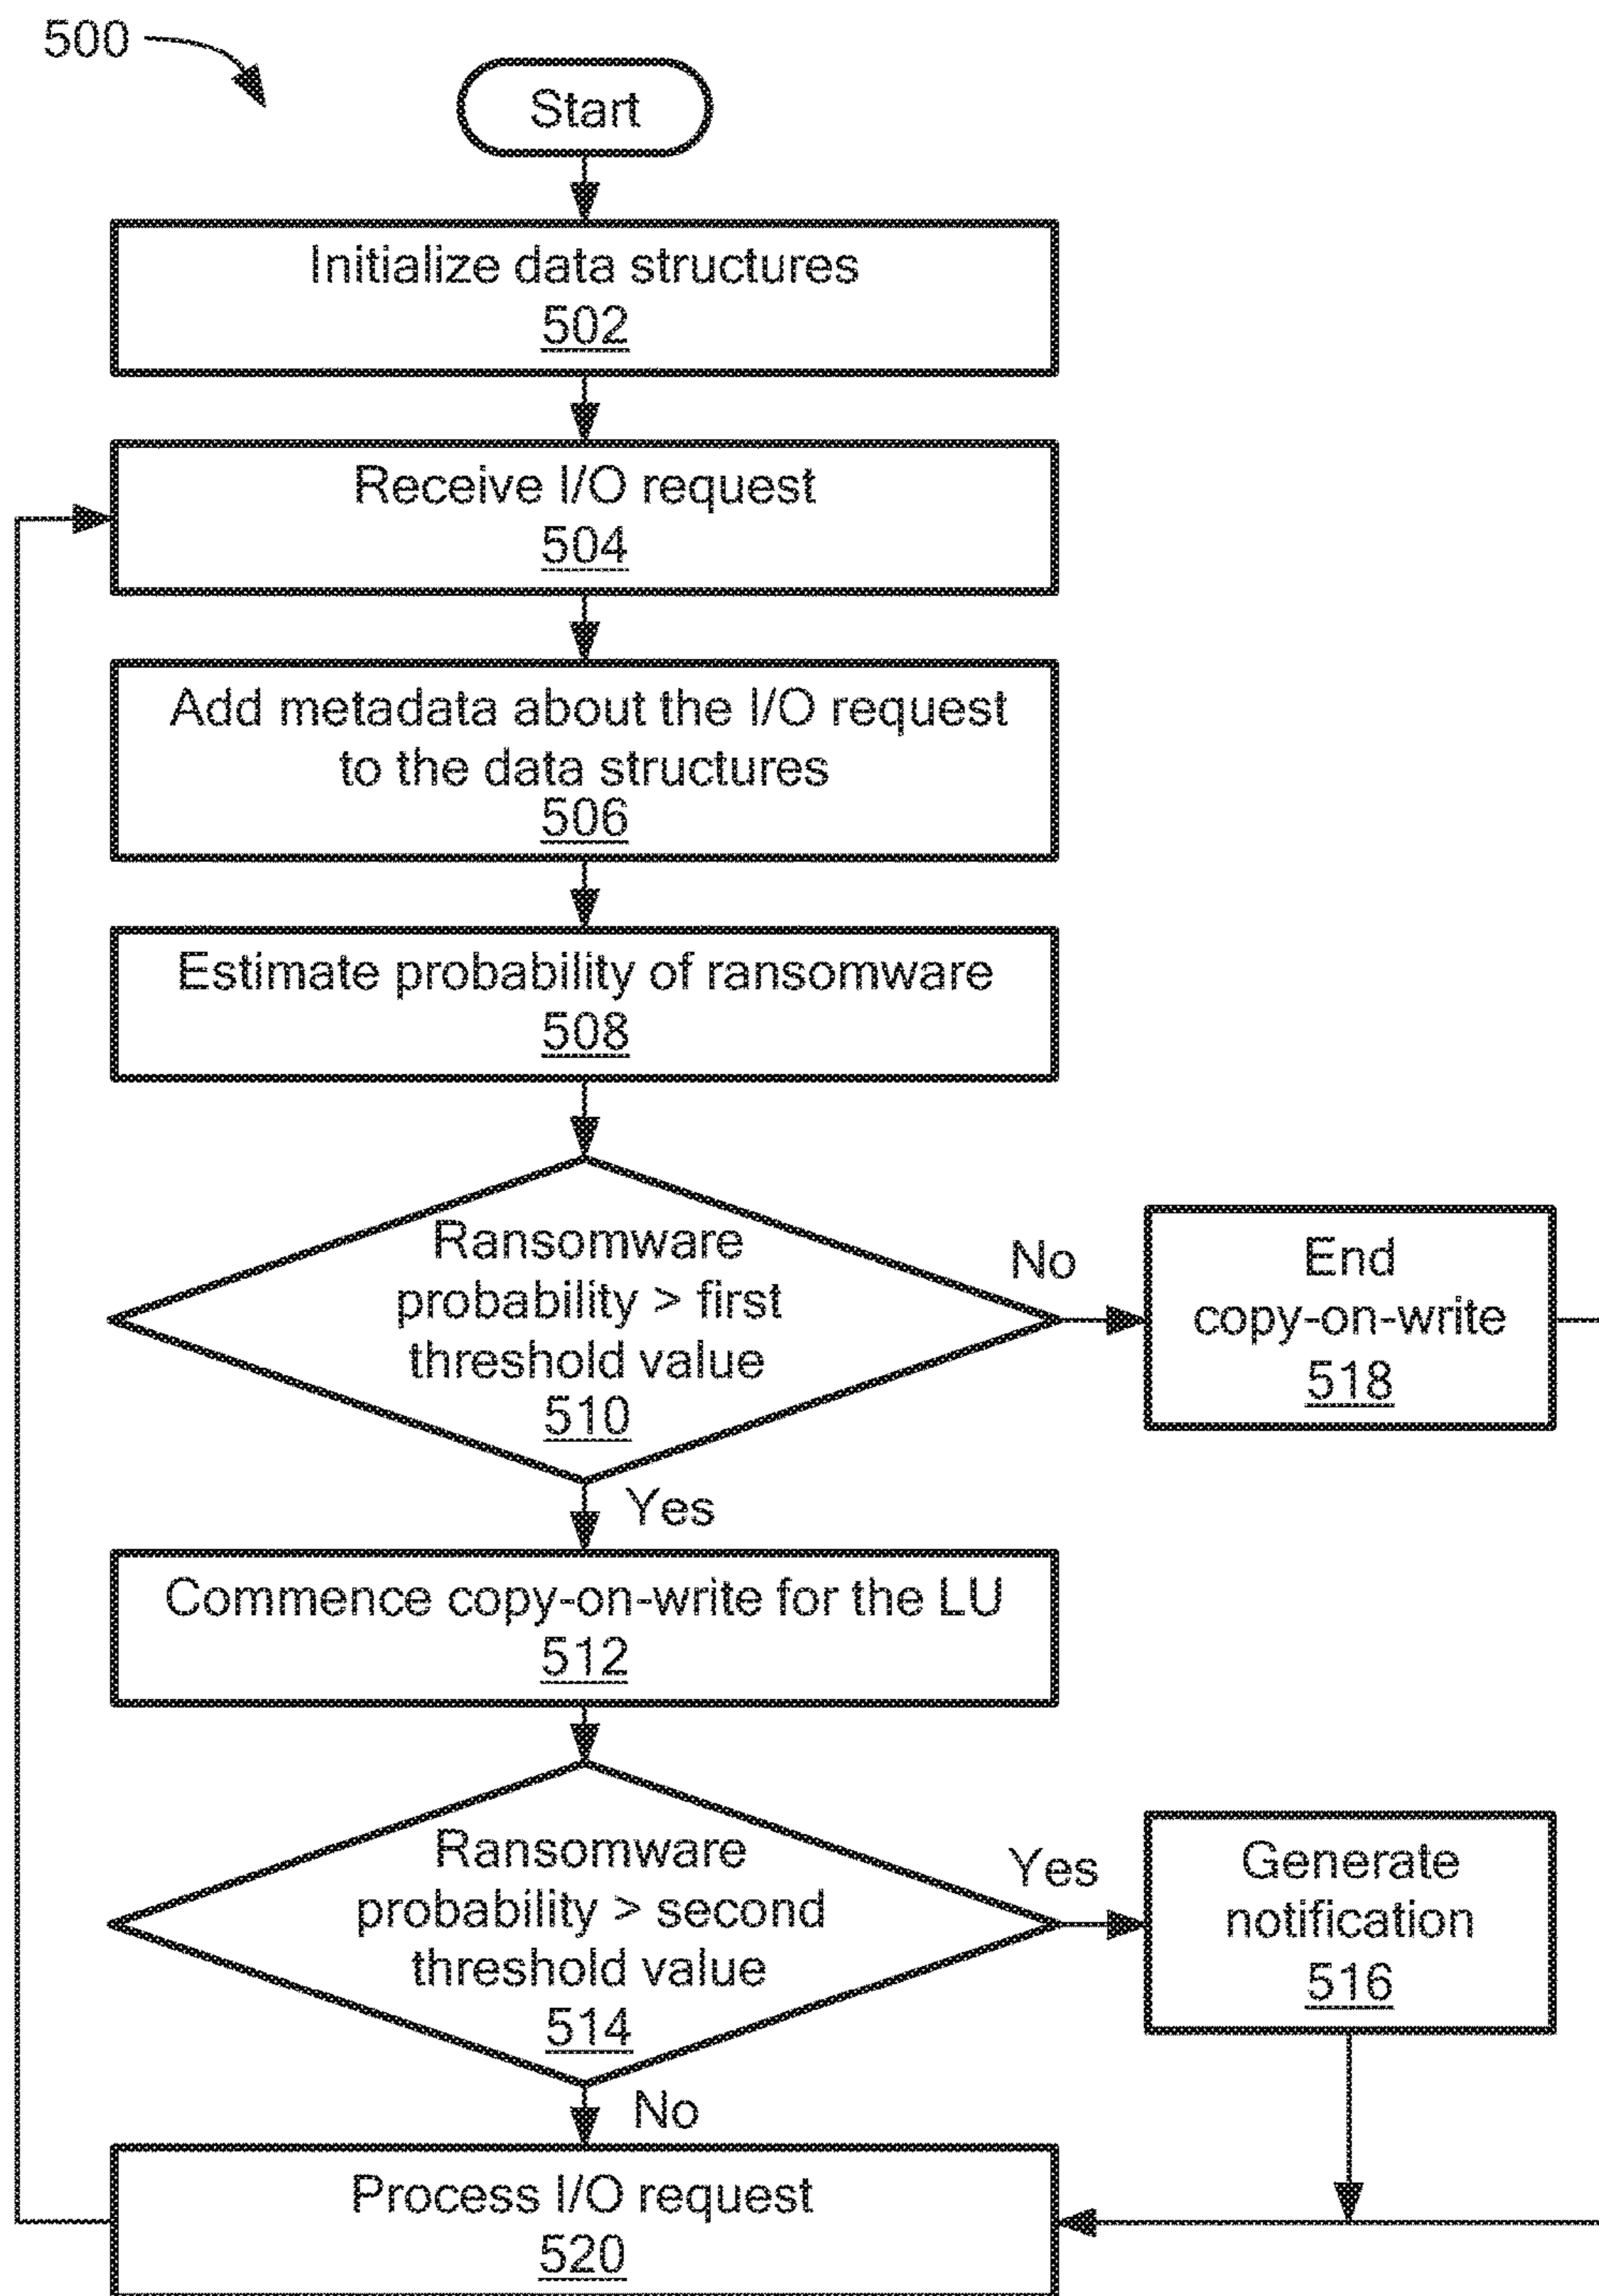 500
Start
Initialize data structures
502
Receive I/O request
504
Add metadata about the I/O request
to the data structures
506
Estimate probability of ransomware
508
Ransomware
probability > first
threshold value
510
No
End
copy-on-write
518
Yes
Commence copy-on-write for the LU
512
Ransomware
probability > second
threshold value
514
Yes
Generate
notification
516
No
Process I/O request
520